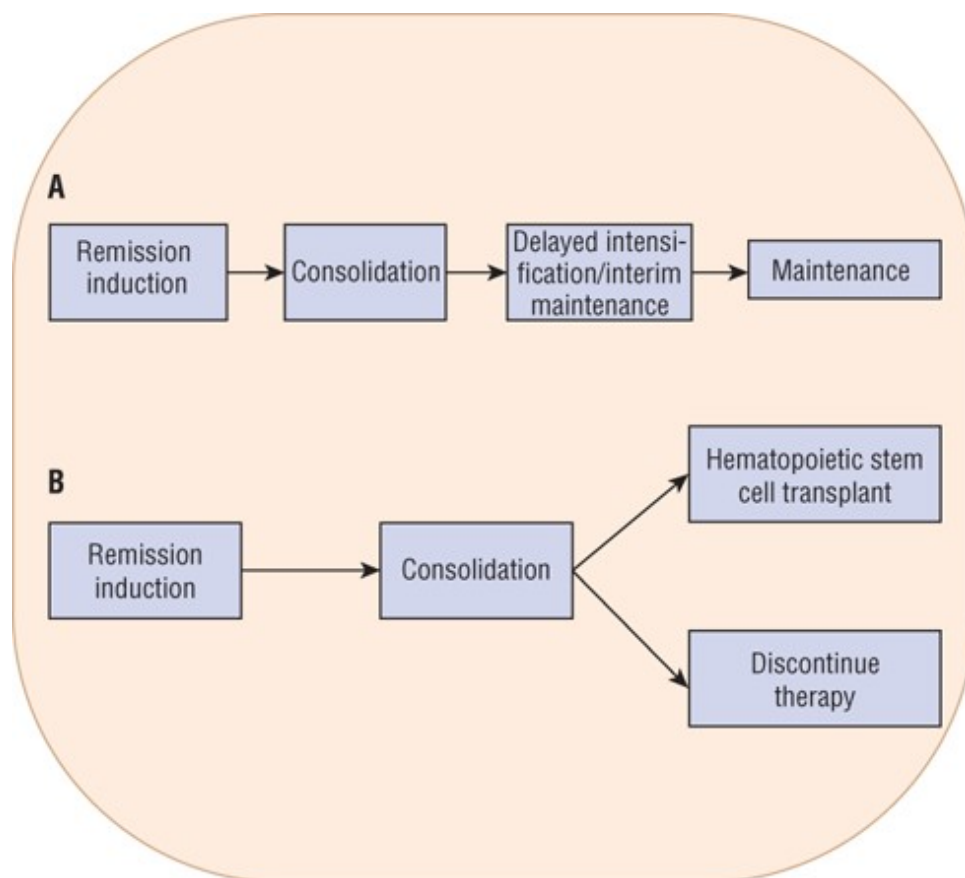 A
Remission
induction
Consolidation
Delayed intensi-
fication/interim
maintenance
Maintenance
B
Remission
induction
Consolidation
Hematopoietic stem
cell transplant
Discontinue
therapy